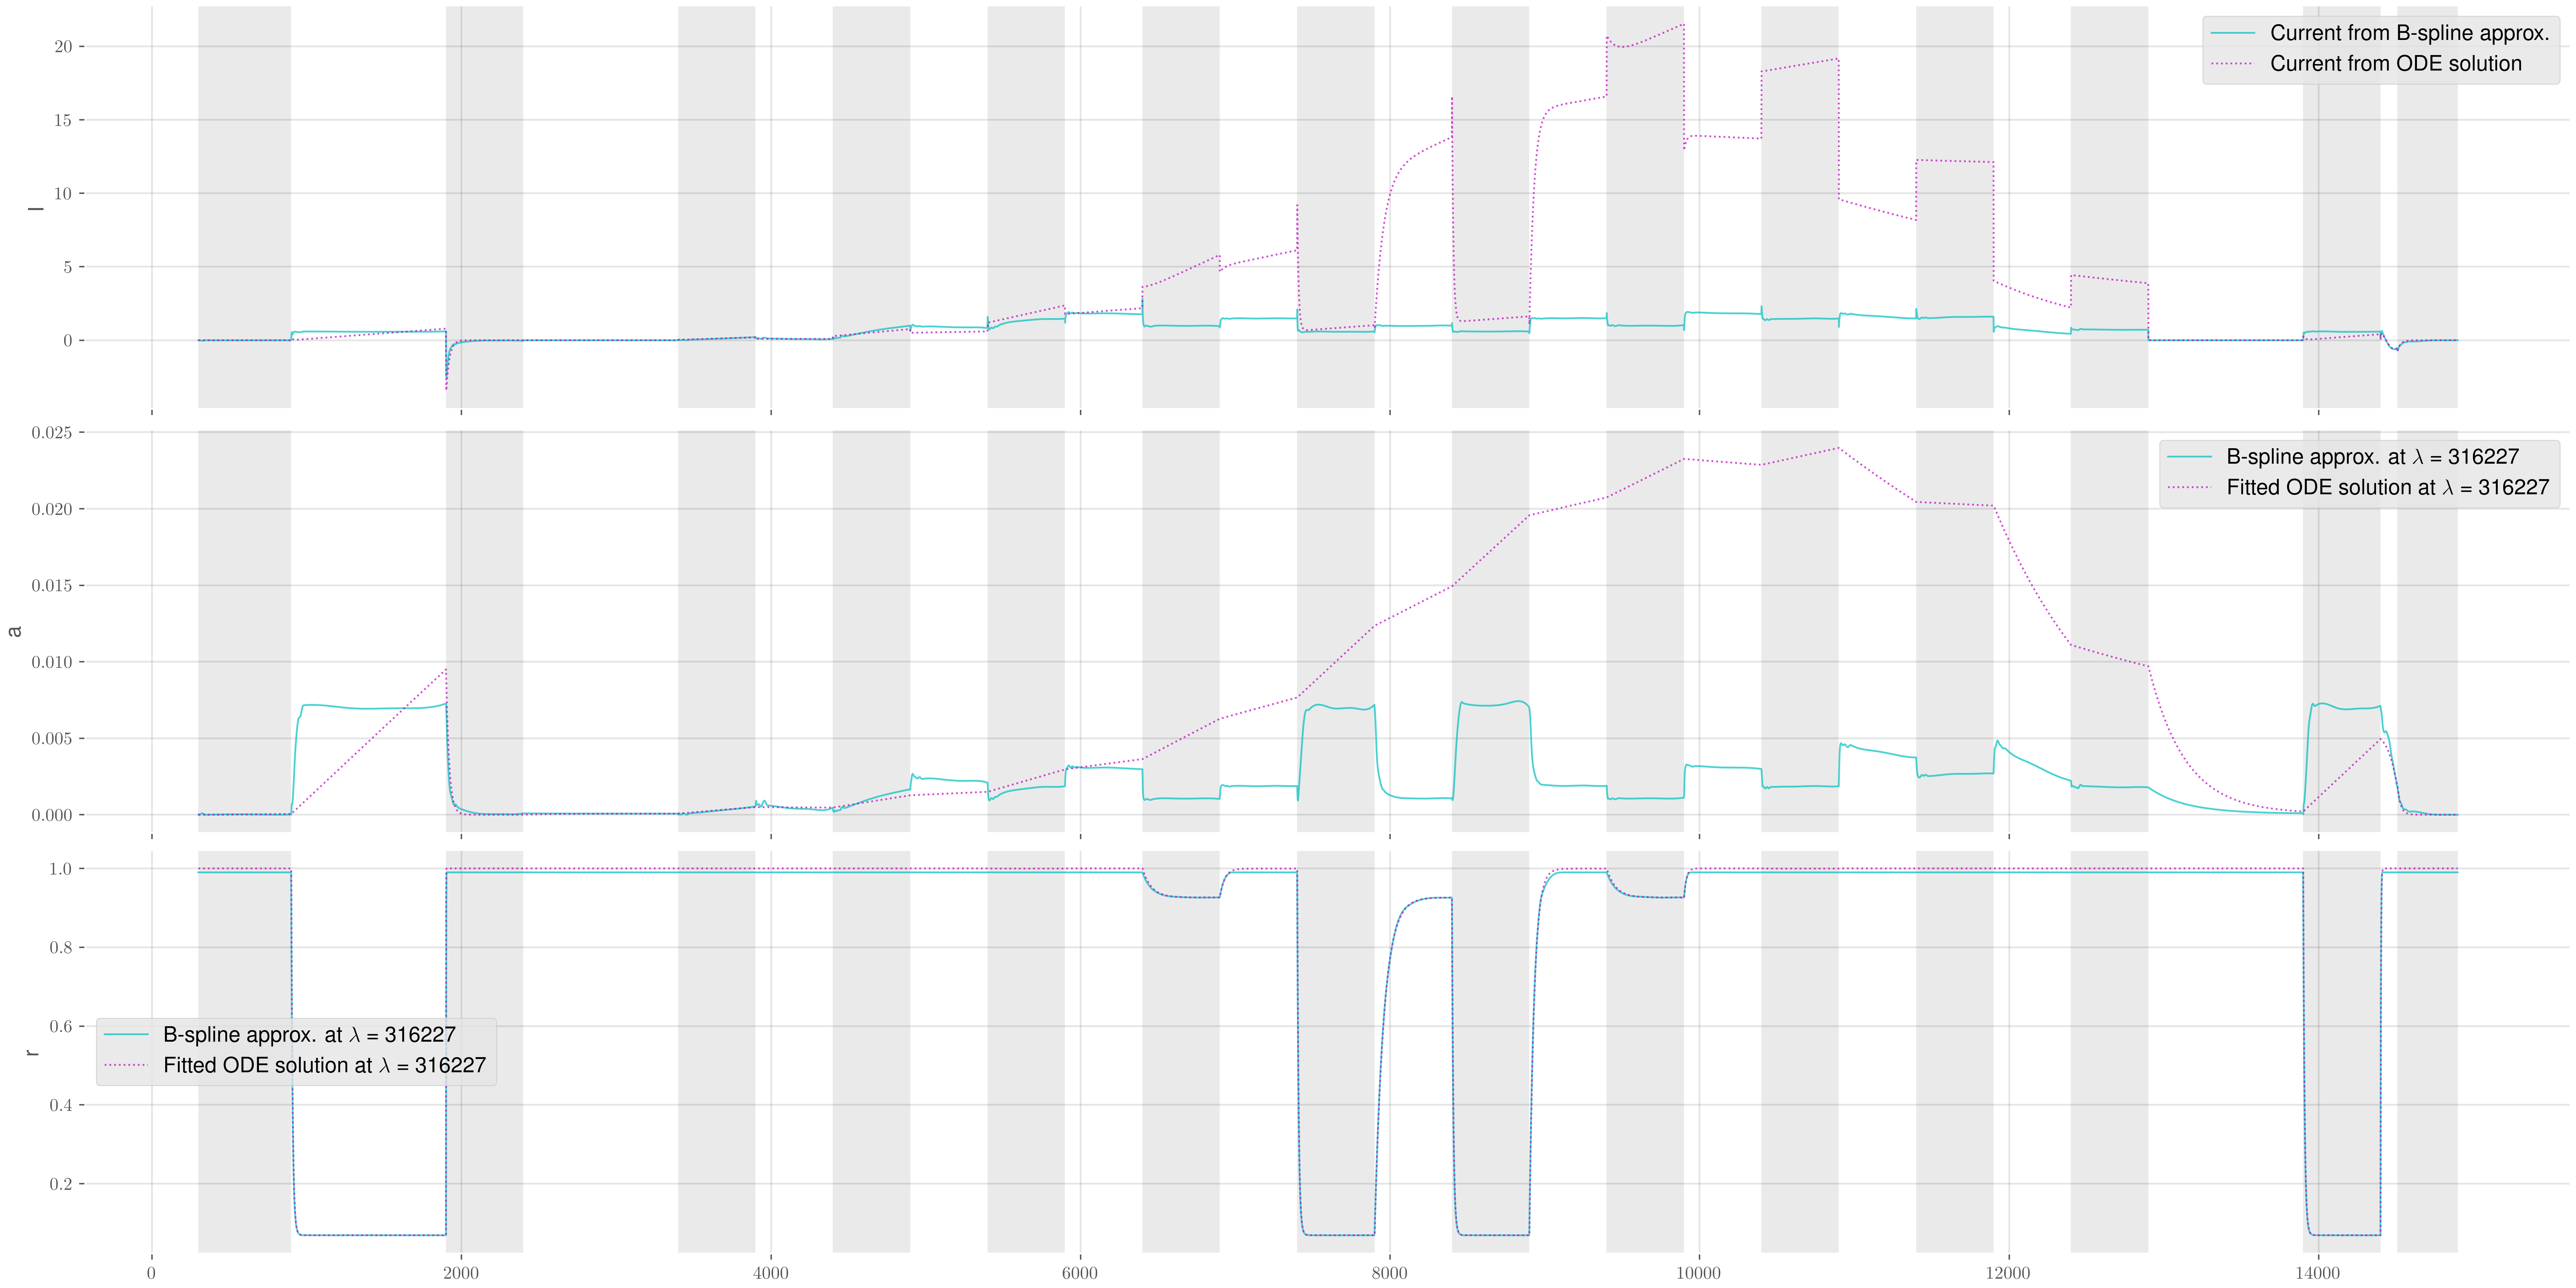 Current from B-spline approx.
Current from ODE solution
20
15
10
5
0
I
B-spline approx. at λ = 316227
Fitted ODE solution at λ = 316227
0.025
0.020
0.015
0.010
0.005
0.000
a
1.0
0.8
0.6
0.4
0.2
r
B-spline approx. at λ = 316227
Fitted ODE solution at λ = 316227
0 2000 4000 6000 8000 10000 12000 14000